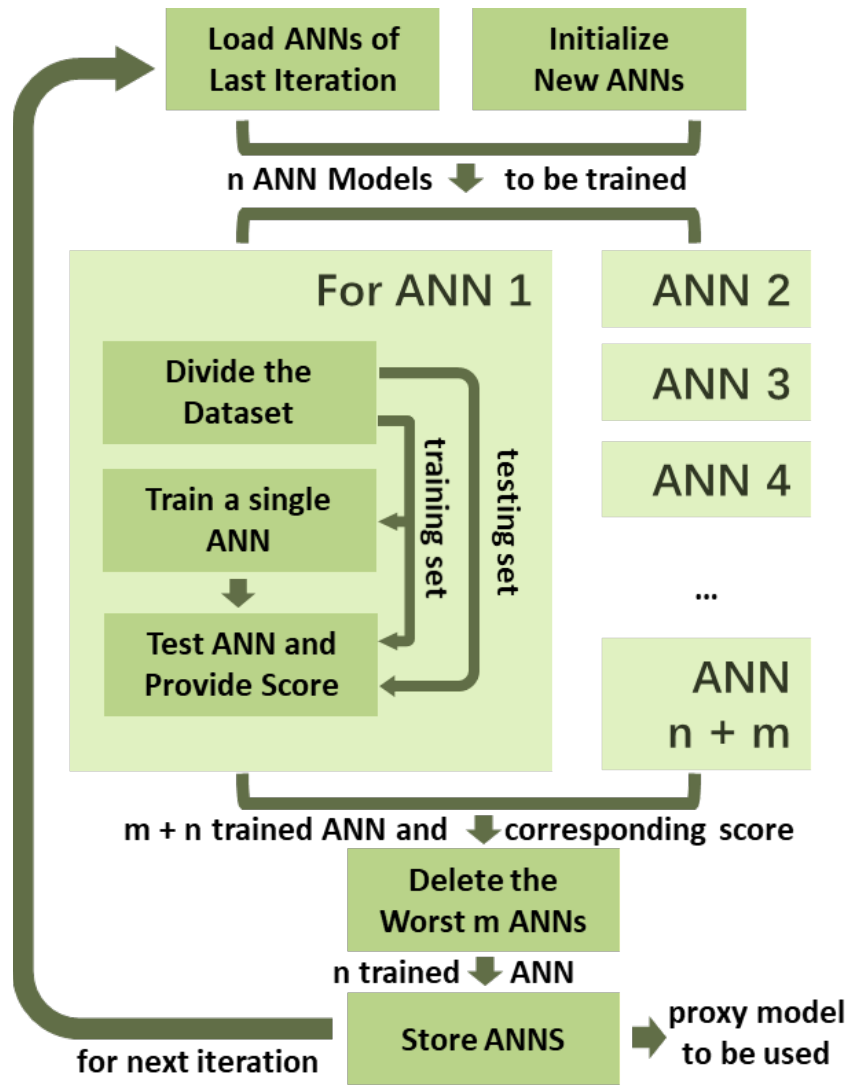 Load ANNs of
Last Iteration
Initialize
New ANNs
n ANN Models to be trained
For ANN 1
Divide the
Dataset
Train a single
ANN
Test ANN and
Provide Score
training set
testing set
ANN 2
ANN 3
ANN 4
...
ANN
n + m
m + n trained ANN and corresponding score
Delete the
Worst m ANNs
n trained ANN
Store ANNS
proxy model
to be used
for next iteration